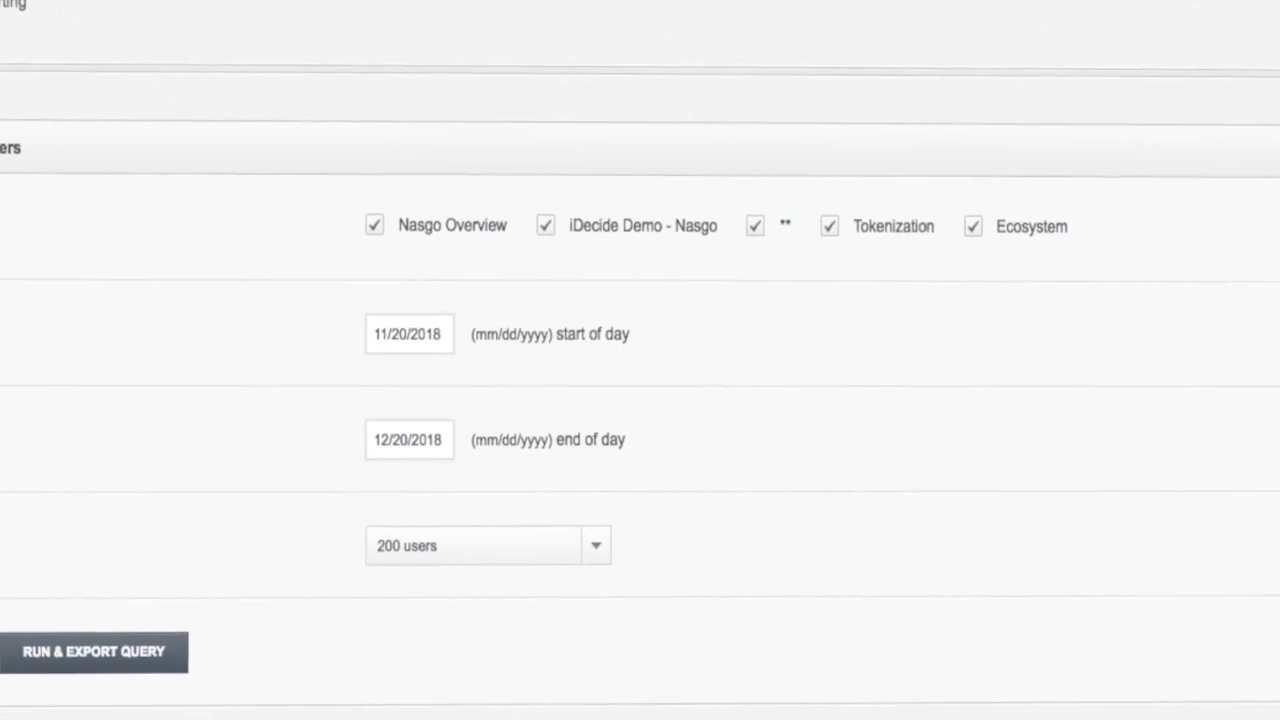 Nasgo Overview iDecide Demo - Nasgo ** Tokenization Ecosystem
11/20/2018 (mm/dd/yyyy) start of day
12/20/2018 (mm/dd/yyyy) end of day
200 users
RUN & EXPORT QUERY